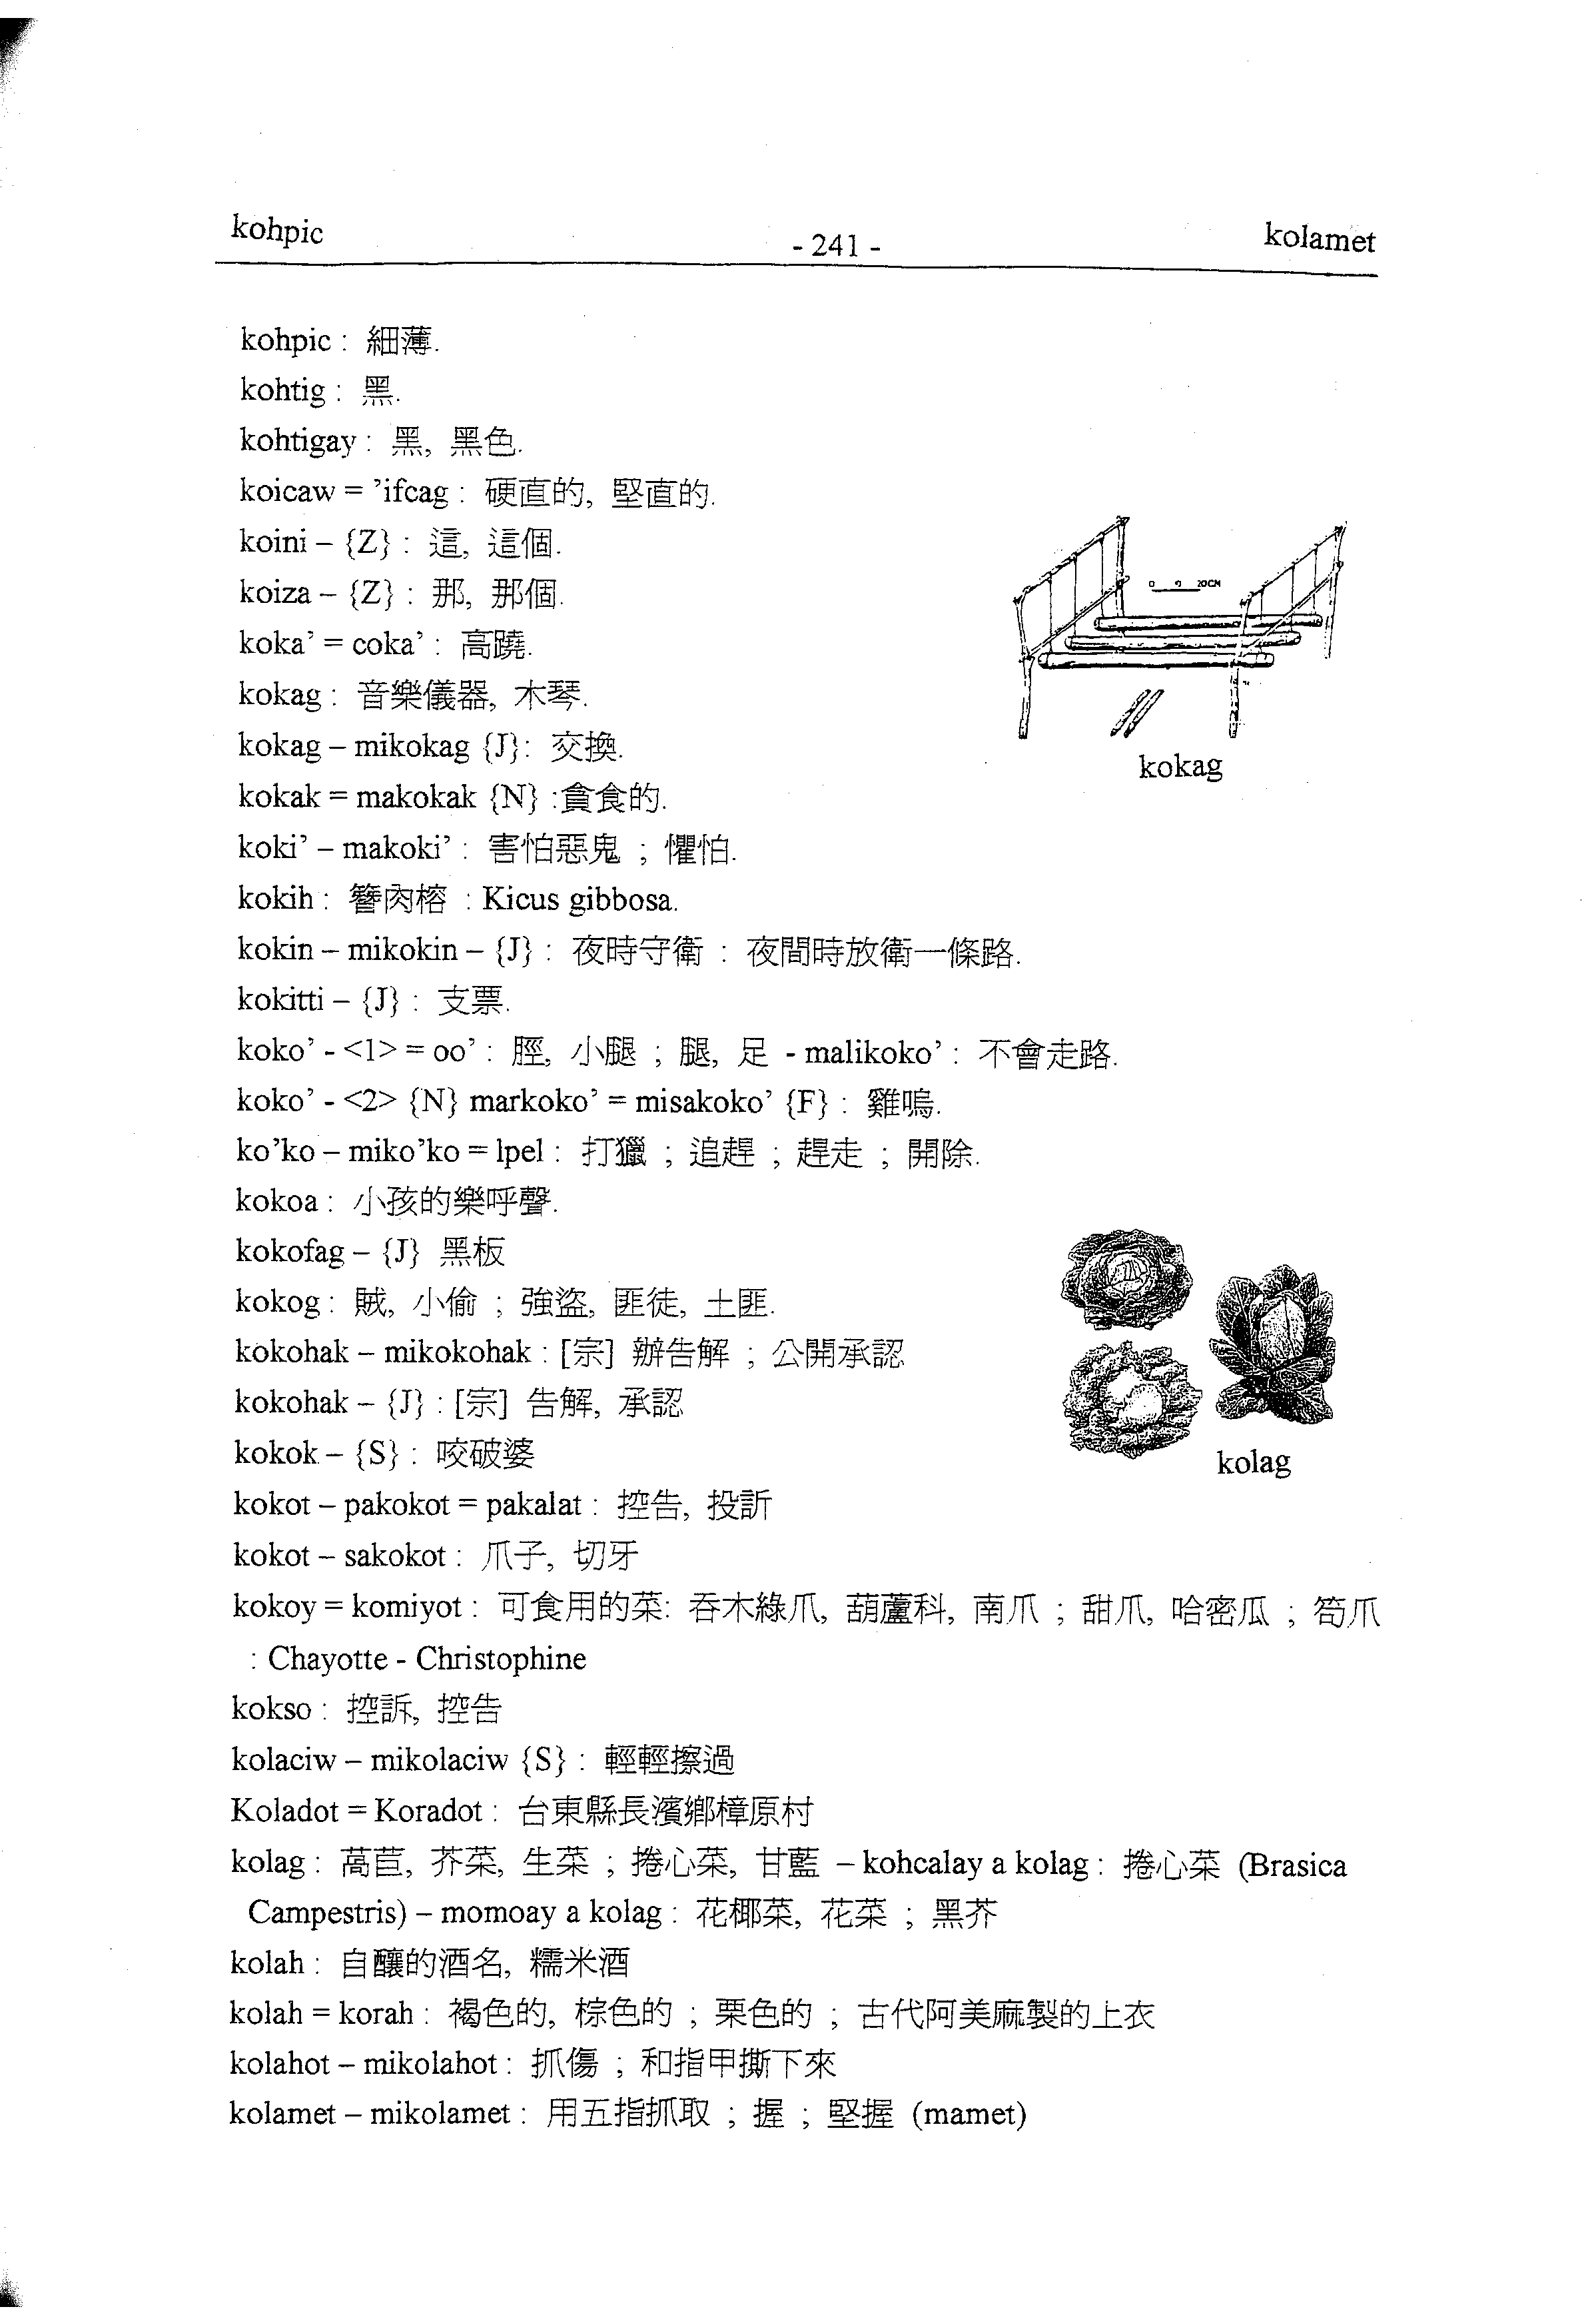 kohpic
- 241 -
kolamet
kohpic : 細薄.
kohtig : 黑.
kohtigay : 黑, 黑色.
koicaw = ’ifcag : 硬直的, 堅直的.
koini – {Z} : 這, 這個.
koiza – {Z} : 那, 那個.
koka’ = coka’ : 高蹺.
kokag : 音樂儀器, 木琴.
kokag – mikokag {J}: 交換.
kokak = makokak {N} :貪食的.
koki’ – makoki’ : 害怕惡鬼 ; 懼怕.
kokih : 簪肉榕 : Kicus gibbosa.
kokin – mikokin – {J} : 夜時守衛 : 夜間時放衛一條路.
kokitti – {J} : 支票.
koko’ - <1> = oo’ : 脛, 小腿 ; 腿, 足 - malikoko’ : 不會走路.
koko’ - <2> {N} markoko’ = misakoko’ {F} : 雞嗚.
ko’ko – miko’ko = lpel : 打獵 ; 追趕 ; 趕走 ; 開除.
kokoa : 小孩的樂呼聲.
kokofag – {J} 黑板
kokog : 賊, 小偷 ; 強盜, 匪徒, 土匪.
kokohak – mikokohak : [宗] 辦告解 ; 公開承認
kokohak – {J} : [宗] 告解, 承認
kokok – {S} : 咬破婆
kokot – pakokot = pakalat : 控告, 投訢
kokot – sakokot : 爪子, 切牙
kokoy = komiyot : 可食用的菜: 吞木綠爪, 葫蘆科, 南爪 ; 甜爪, 哈密瓜 ; 筍爪
: Chayotte - Christophine
kokso : 控訴, 控告
kolaciw – mikolaciw {S} : 輕輕擦過
Koladot = Koradot : 台東縣長濱鄉樟原村
kolag : 萵苣, 芥菜, 生菜 ; 捲心菜, 甘藍 – kohcalay a kolag : 捲心菜 (Brasica
Campestris) – momoay a kolag : 花椰菜, 花菜 ; 黑芥
kolah : 自釀的酒名, 糯米酒
kolah = korah : 褐色的, 棕色的 ; 栗色的 ; 古代阿美麻製的上衣
kolahot – mikolahot : 抓傷 ; 和指甲撕下來
kolamet – mikolamet : 用五指抓取 ; 握 ; 堅握 (mamet)
20CM
kokag
kolag